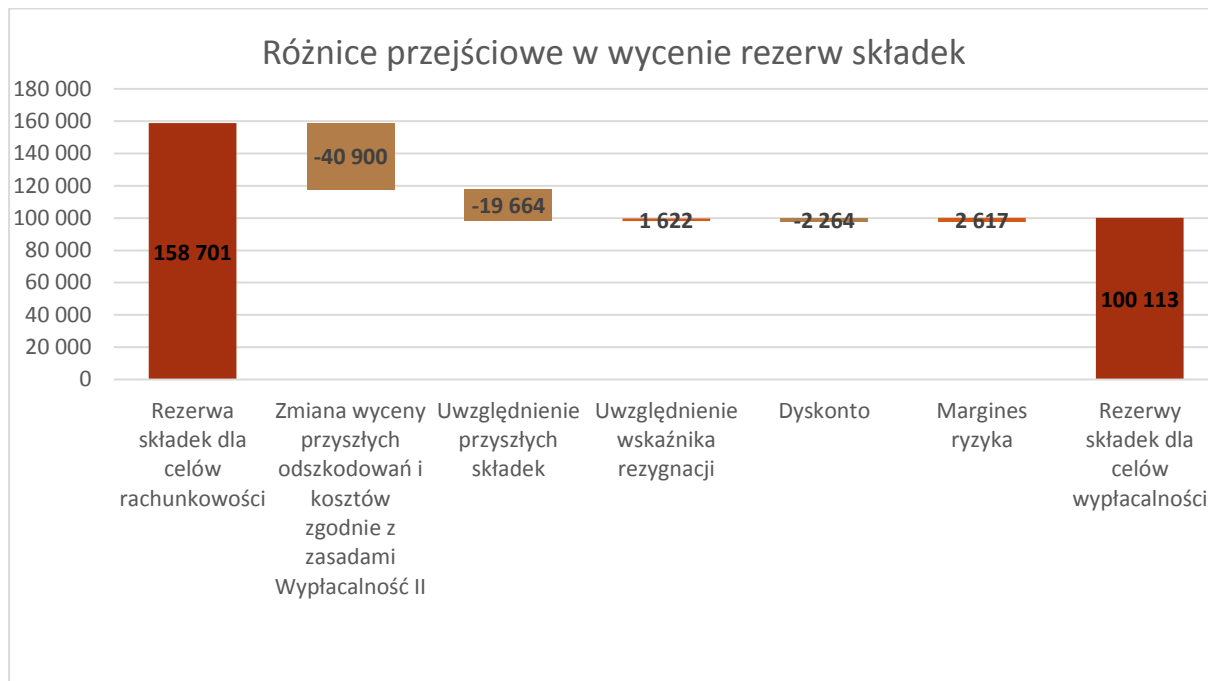 Różnice przejściowe w wycenie rezerw składek
180 000
160 000
140 000
120 000
100 000
80 000
60 000
40 000
20 000
0
158 701
-40 900
-19 664
1 622
-2 264
2 617
100 113
Rezerwa
składek dla
celów
rachunkowości
Zmiana wyceny
przyszłych
odszkodowań i
kosztów
zgodnie z
zasadami
Wypłacalność II
Uwzględnienie
przyszłych
składek
Uwzględnienie
wskaźnika
rezygnacji
Dyskonto
Margines
ryzyka
Rezerwy
składek dla
celów
wypłacalności